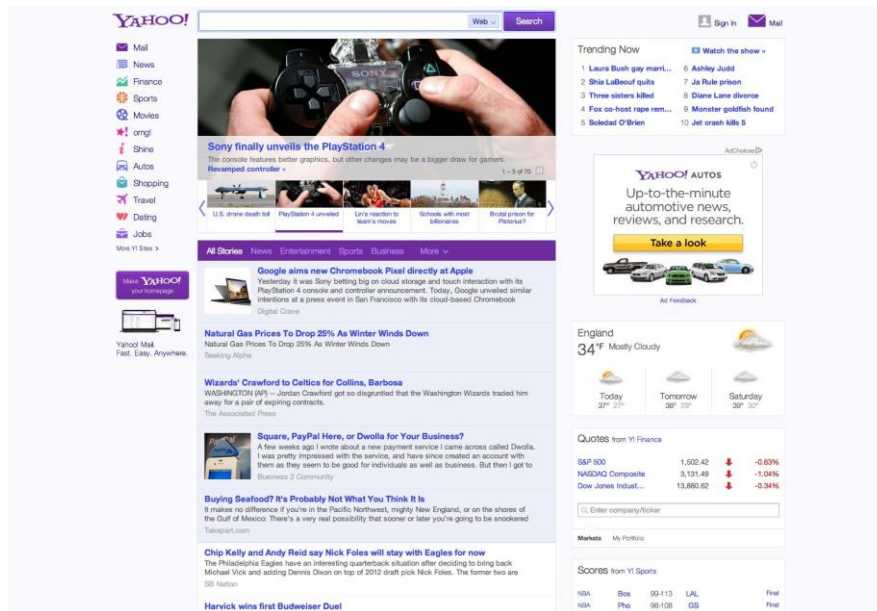 YAHOO!
Web
Search
Sign In
Mail
Mail
News
Finance
Sports
Movies
omg!
Shine
Autos
Shopping
Travel
Dating
Jobs
More Y! Sites >
Make YAHOO!
your homepage
Yahoo! Mail.
Fast. Easy. Anywhere.
SONY
Sony finally unveils the PlayStation 4
The console features better graphics, but other changes may be a bigger draw for gamers.
Revamped controller »
1 – 5 of 70
U.S. drone death toll
PlayStation 4 unveiled
Lin's reaction to
team's moves
Schools with most
billionaires
Brutal prison for
Pistorius?
All Stories News Entertainment Sports Business More
Google aims new Chromebook Pixel directly at Apple
Yesterday it was Sony betting big on cloud storage and touch interaction with its
PlayStation 4 console and controller announcement. Today, Google unveiled similar
intentions at a press event in San Francisco with its cloud-based Chromebook
Digital Crave
Natural Gas Prices To Drop 25% As Winter Winds Down
Natural Gas Prices To Drop 25% As Winter Winds Down
Seeking Alpha
Wizards' Crawford to Celtics for Collins, Barbosa
WASHINGTON (AP) — Jordan Crawford got so disgruntled that the Washington Wizards traded him
away for a pair of expiring contracts.
The Associated Press
Square, PayPal Here, or Dwolla for Your Business?
A few weeks ago I wrote about a new payment service I came across called Dwolla.
I was pretty impressed with the service, and have since created an account with
them as they seem to be good for individuals as well as business. But then I got to
Business 2 Community
Buying Seafood? It's Probably Not What You Think It Is
It makes no difference if you're in the Pacific Northwest, mighty New England, or on the shores of
the Gulf of Mexico: There's a very real possibility that sooner or later you're going to be snookered
Takepart.com
Chip Kelly and Andy Reid say Nick Foles will stay with Eagles for now
The Philadelphia Eagles have an interesting quarterback situation after deciding to bring back
Michael Vick and adding Dennis Dixon on top of 2012 draft pick Nick Foles. The former two are
SB Nation
Harvick wins first Budweiser Duel
Trending Now
Watch the show »
1 Laura Bush gay marri...
2 Shia LaBeouf quits
3 Three sisters killed
4 Fox co-host rape rem...
5 Soledad O'Brien
6 Ashley Judd
7 Ja Rule prison
8 Diane Lane divorce
9 Monster goldfish found
10 Jet crash kills 5
AdChoices
YAHOO! AUTOS
Up-to-the-minute
automotive news,
reviews, and research.
Take a look
Ad Feedback
England
34°F Mostly Cloudy
Today
37° 27°
Tomorrow
38° 29°
Saturday
39° 30°
Quotes from Y! Finance
S&P 500 1,502.42 -0.63%
NASDAQ Composite 3,131.49 -1.04%
Dow Jones Indust... 13,880.62 -0.34%
Enter company/ticker
Markets My Portfolio
Scores from Y! Sports
NBA Bos 99-113 LAL Final
NBA Pho 98-108 GS Final